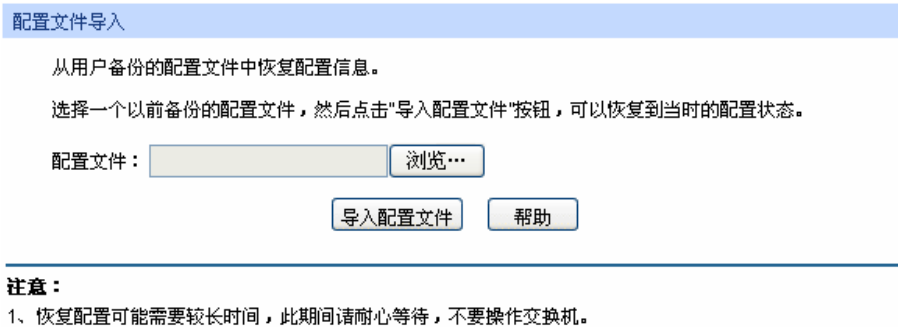 配置文件导入
从用户备份的配置文件中恢复配置信息。
选择一个以前备份的配置文件，然后点击"导入配置文件"按钮，可以恢复到当时的配置状态。
配置文件： 浏览…
导入配置文件 帮助
注意：
1、恢复配置可能需要较长时间，此期间请耐心等待，不要操作交换机。